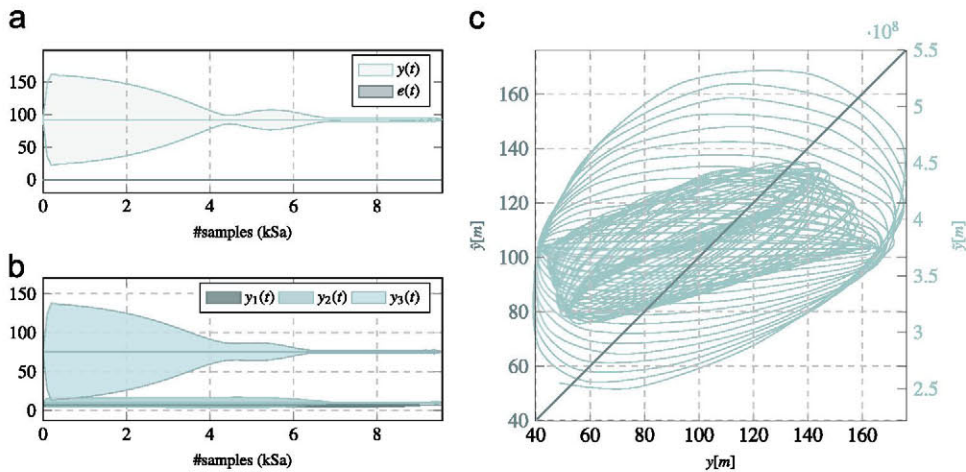 a
150
100
50
0
y(t)
e(t)
0 2 4 6 8
#samples (kSa)
b
150
100
50
0
y1(t) y2(t) y3(t)
0 2 4 6 8
#samples (kSa)
c
·10^8
160
140
120
100
80
60
40
ŷ[m]
5.5
5
4.5
4
3.5
3
2.5
ỹ[m]
40 60 80 100 120 140 160
y[m]